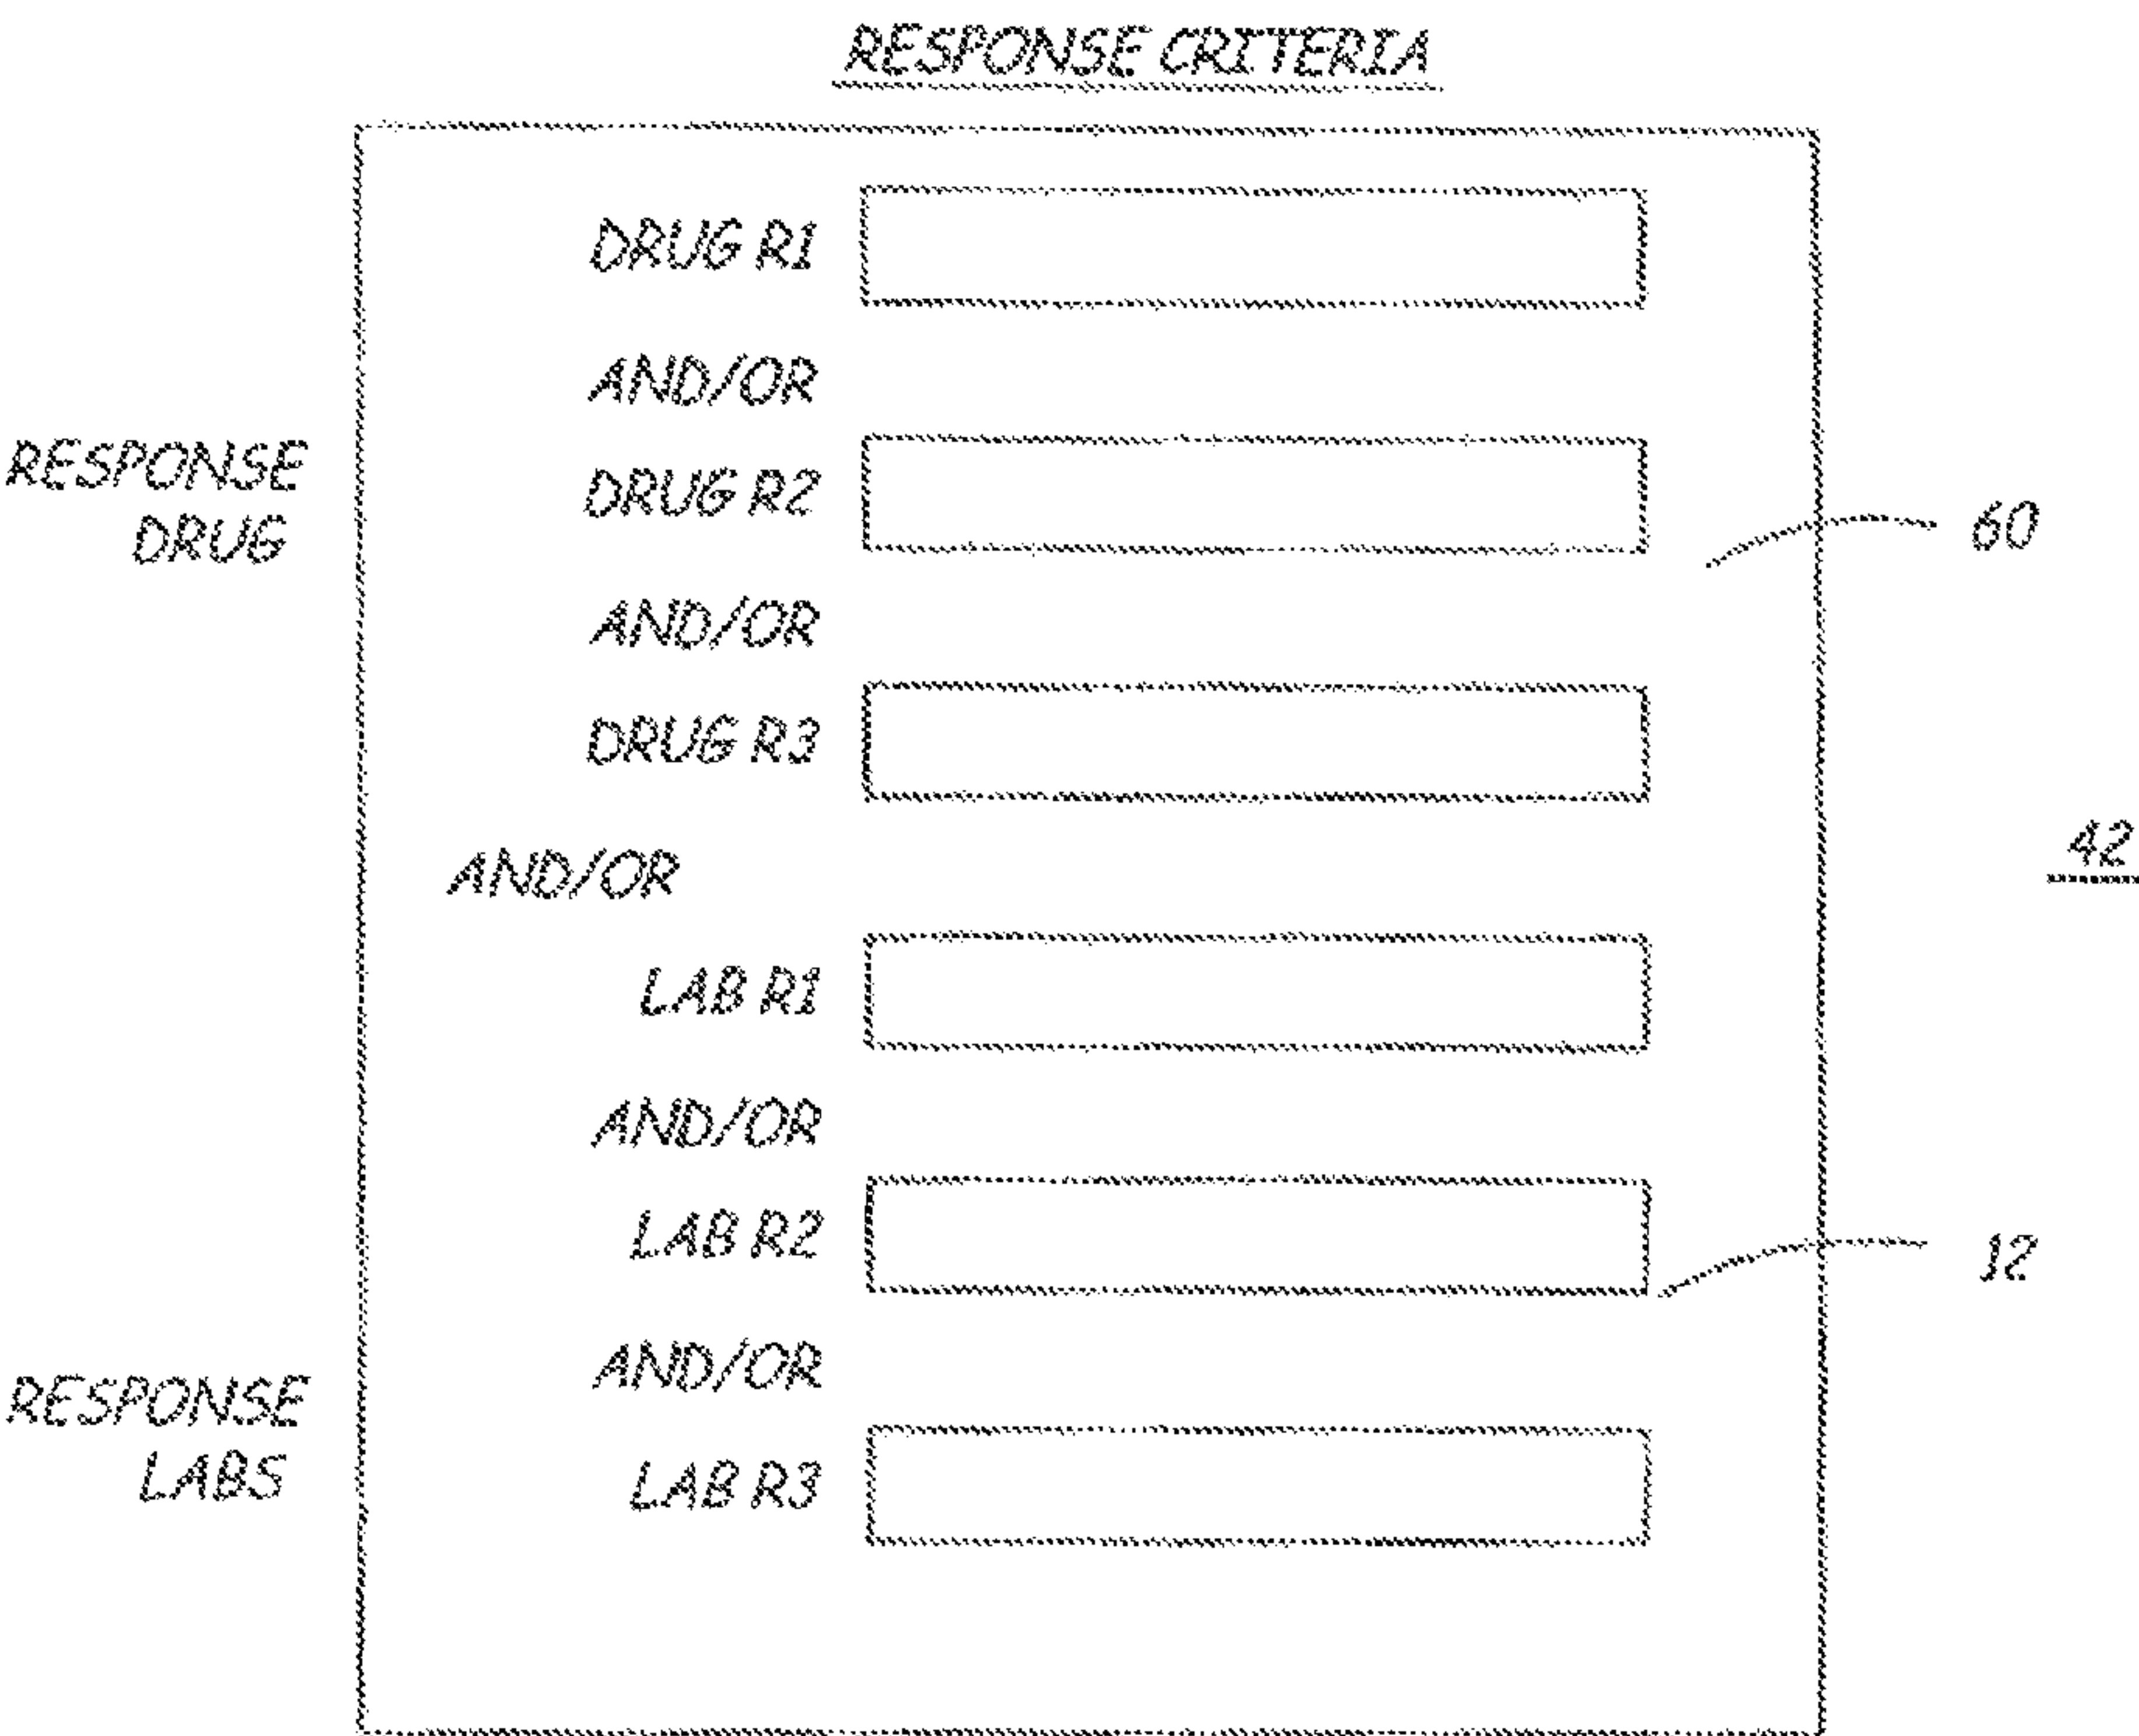 RESPONSE CRITERIA
DRUG R1
AND/OR
RESPONSE
DRUG
DRUG R2
60
AND/OR
DRUG R3
42
AND/OR
LAB R1
AND/OR
LAB R2
12
AND/OR
RESPONSE
LABS
LAB R3